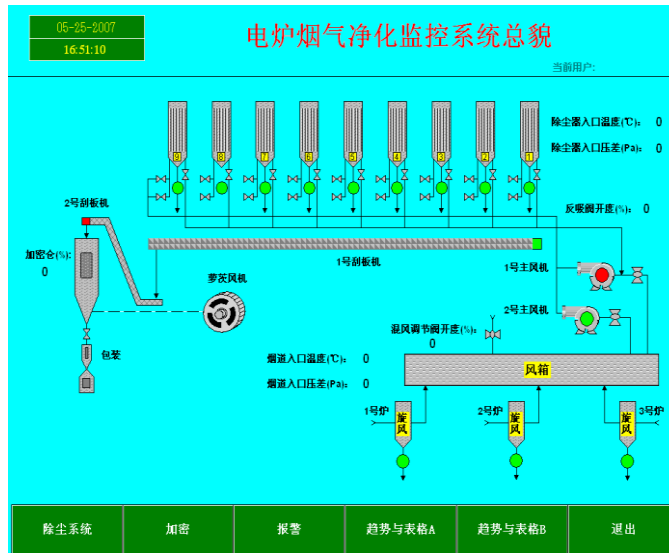 05-25-2007
16:51:10
电炉烟气净化监控系统总貌
当前用户:
9
8
7
6
5
4
3
2
1
除尘器入口温度(℃): 0
除尘器入口压差(Pa): 0
反吸阀开度(%): 0
2号刮板机
加密仓(%):
0
1号刮板机
萝茨风机
1号主风机
2号主风机
混风调节阀开度(%):
0
包装
烟道入口温度(℃): 0
烟道入口压差(Pa): 0
风箱
1号炉
旋风
2号炉
旋风
3号炉
旋风
除尘系统
加密
报警
趋势与表格A
趋势与表格B
退出